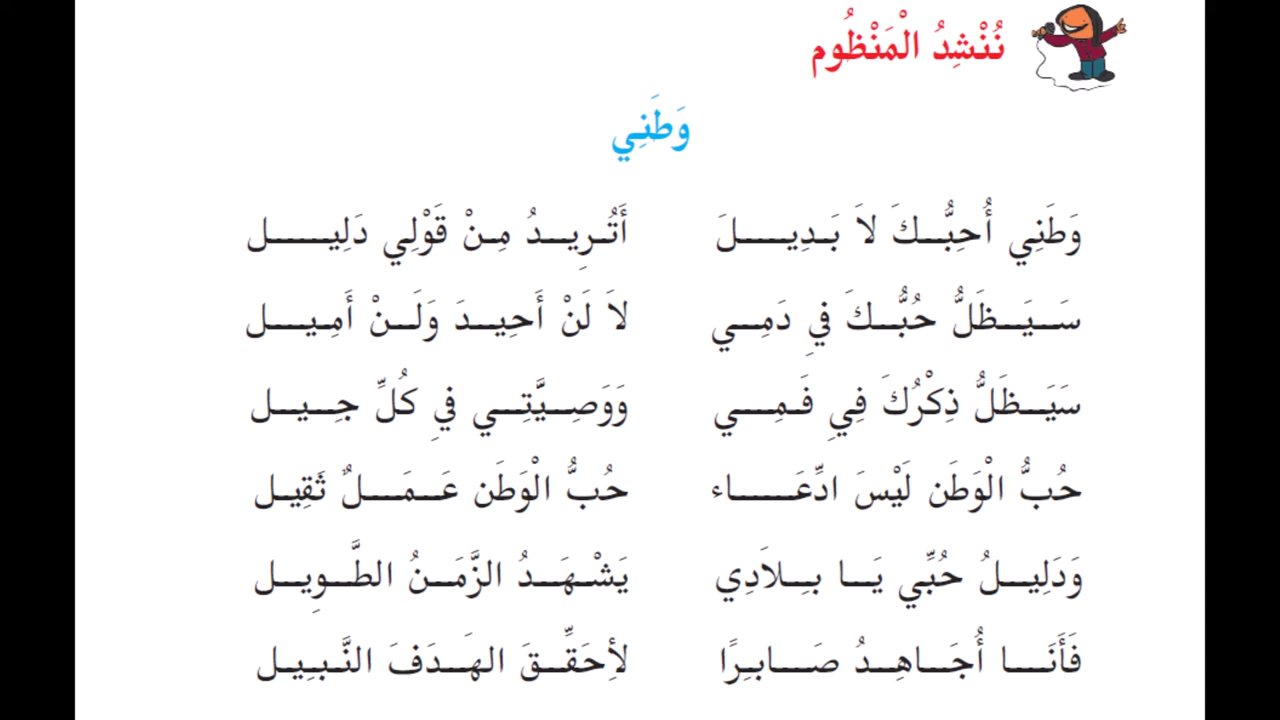 نُنْشِدُ الْمَنْظُوم
وَطَنِي
وَطَنِي أُحِبُّكَ لاَ بَدِيلَ أَتُرِيدُ مِنْ قَوْلِي دَلِيل
سَيَظَلُّ حُبُّكَ فِي دَمِي لاَ لَنْ أَحِيدَ وَلَنْ أَمِيل
سَيَظَلُّ ذِكْرُكَ فِي فَمِي وَوَصِيَّتِي فِي كُلِّ جِيل
حُبُّ الْوَطَن لَيْسَ ادِّعَاء حُبُّ الْوَطَن عَمَلٌ ثَقِيل
وَدَلِيلُ حُبِّي يَا بِلاَدِي يَشْهَدُ الزَّمَنُ الطَّوِيل
فَأَنَا أُجَاهِدُ صَابِرًا لأِحَقِّقَ الهَدَفَ النَّبِيل